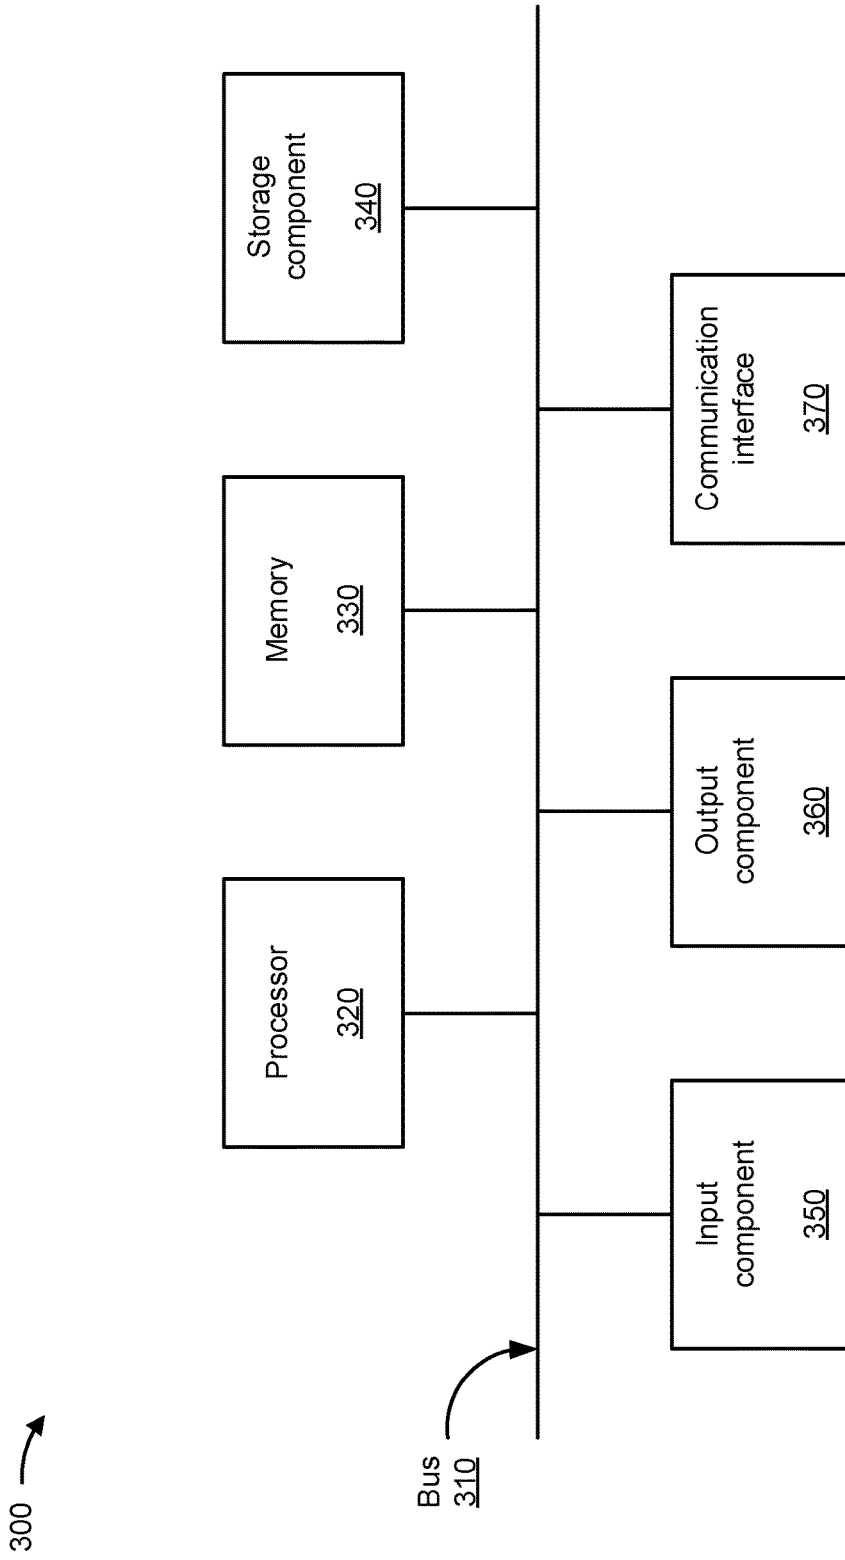 300
Processor
320
Memory
330
Storage
component
340
Bus
310
Input
component
350
Output
component
360
Communication
interface
370